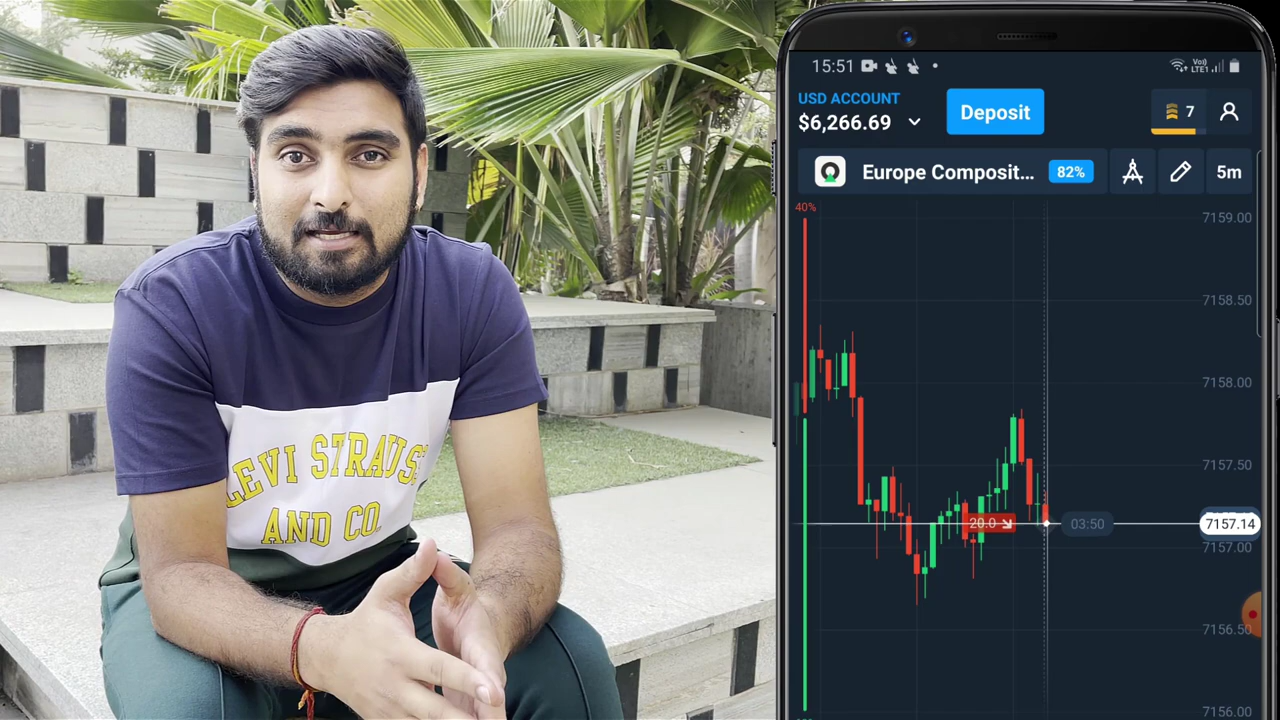 LEVI STRAUSS
AND CO.
15:51
Vo)
LTE1
USD ACCOUNT
$6,266.69
Deposit
7
Europe Composit...
82%
5m
40%
7159.00
7158.50
7158.00
7157.50
20.0
03:50
7157.14
7157.00
7156.50
7156.00